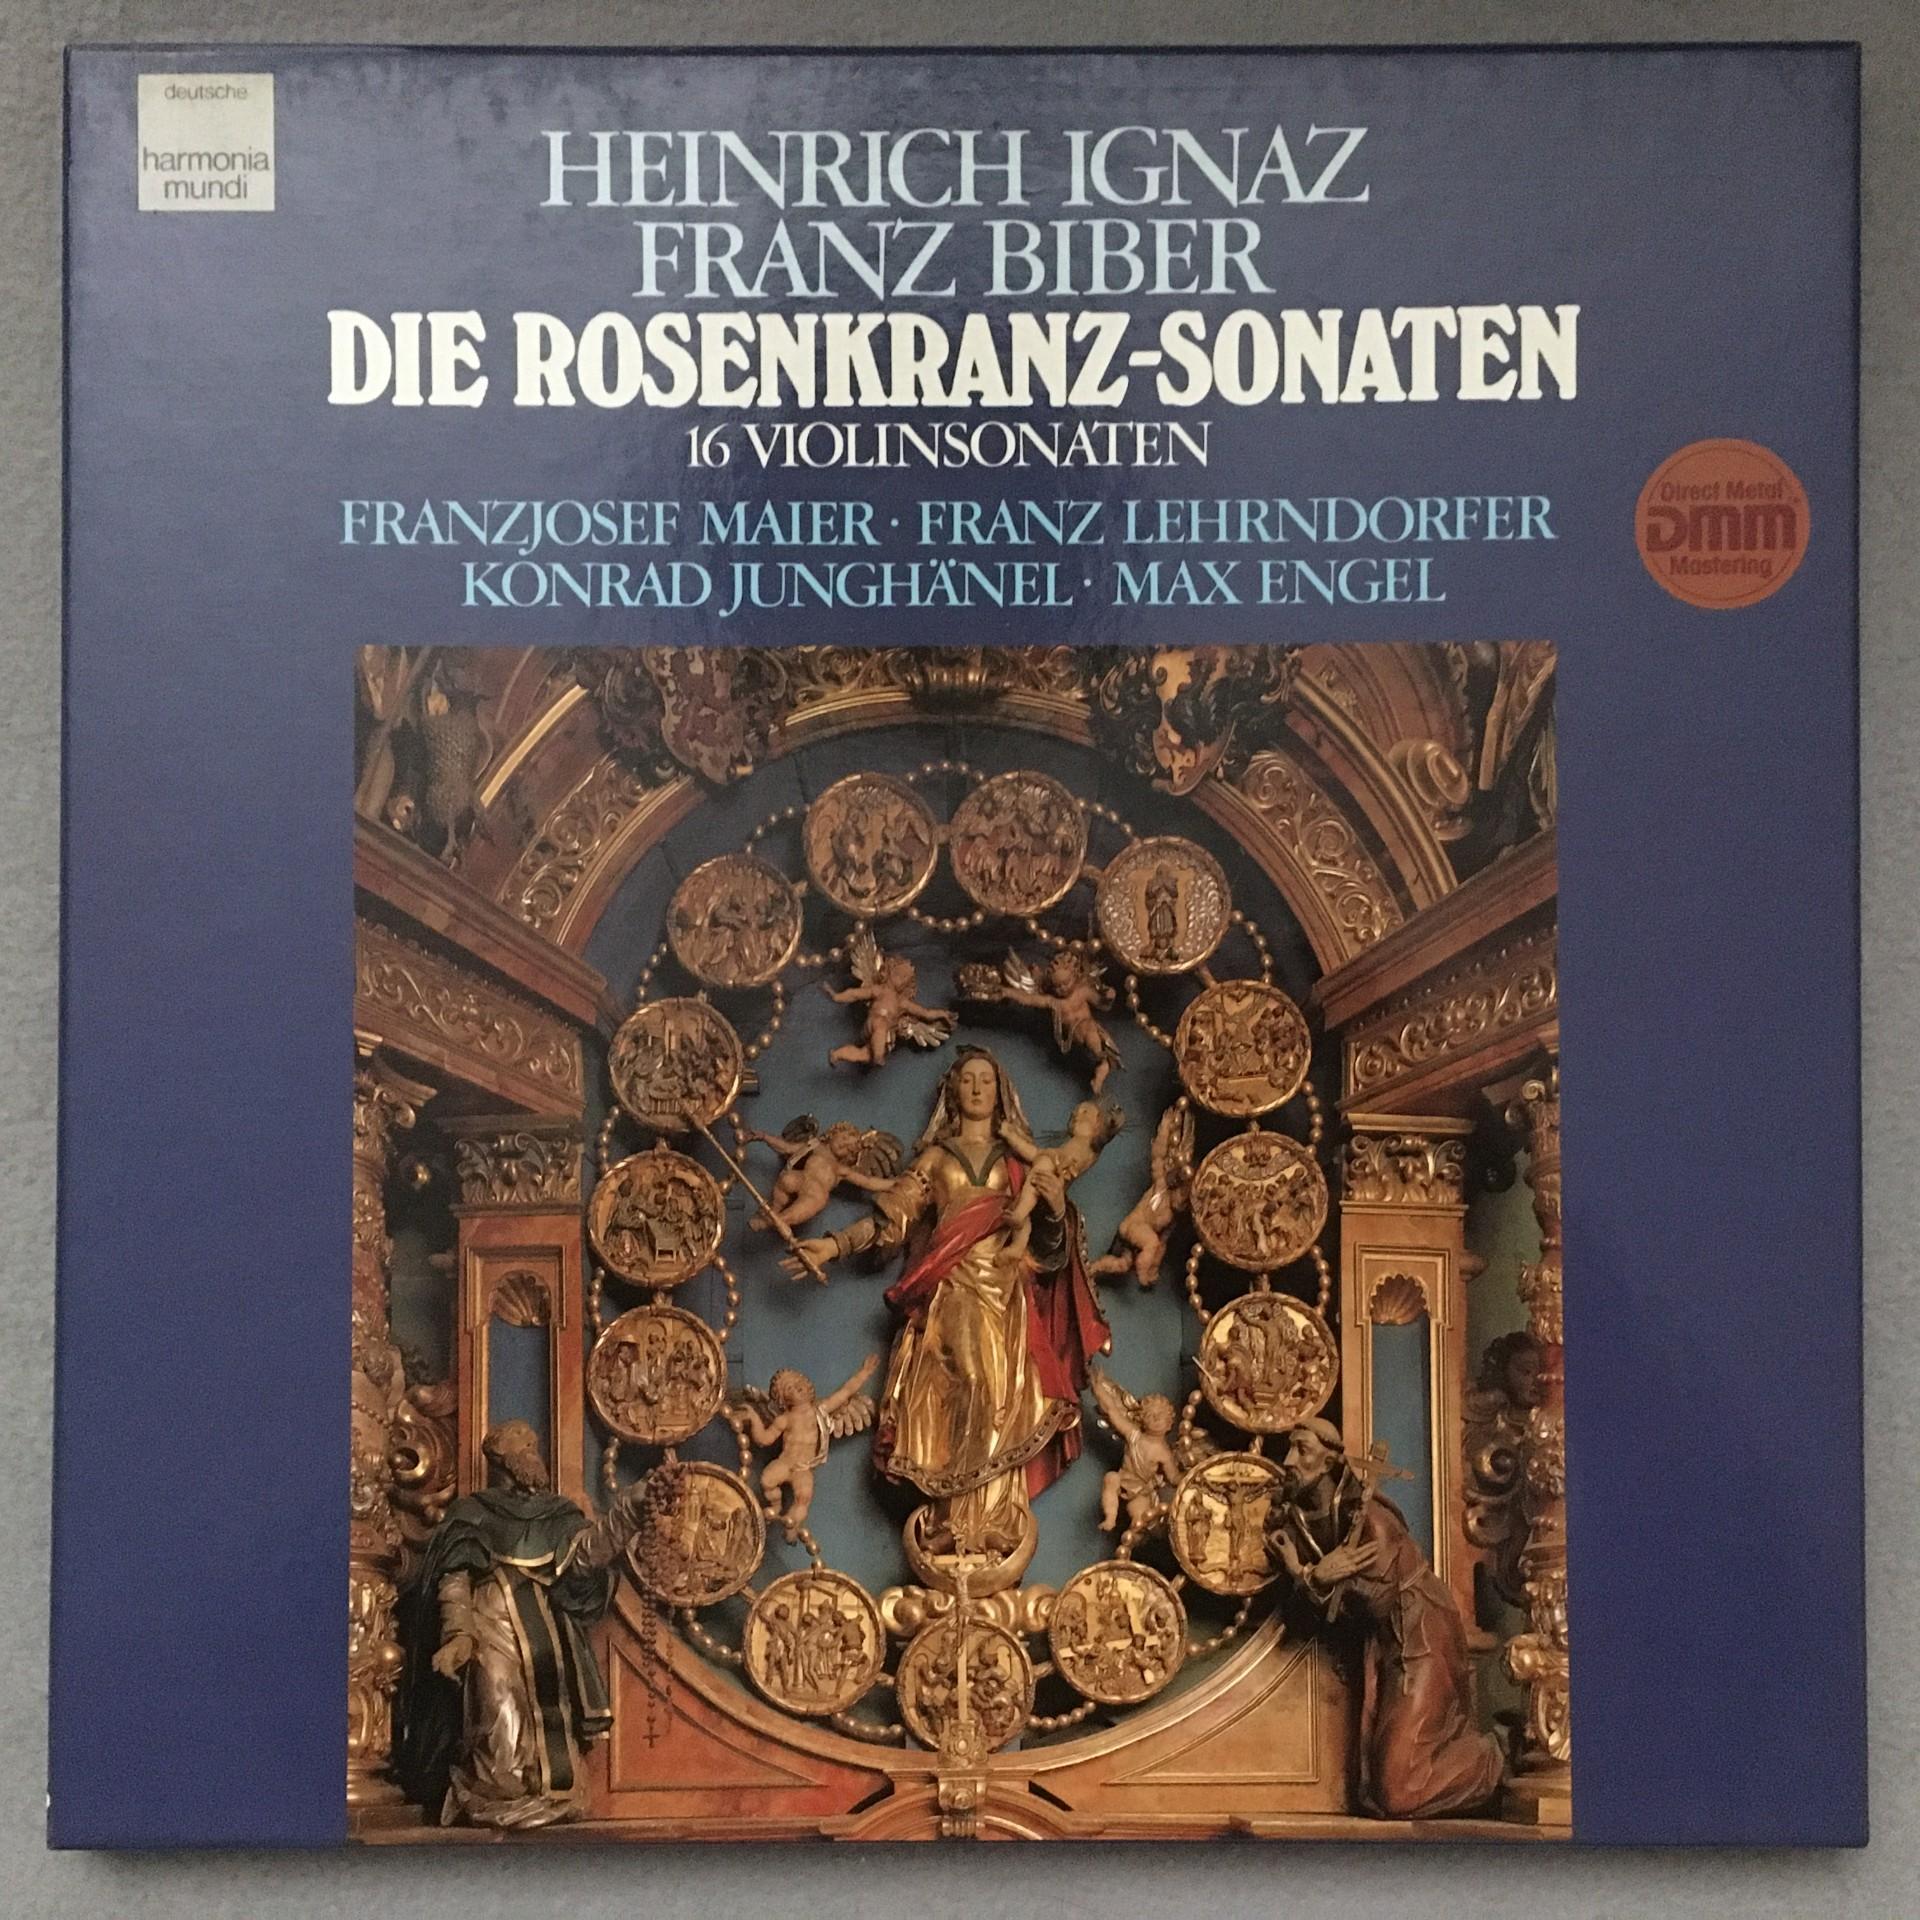 deutsche
harmonia
mundi
HEINRICH IGNAZ
FRANZ BIBER
DIE ROSENKRANZ-SONATEN
16 VIOLINSONATEN
FRANZJOSEF MAIER · FRANZ LEHRNDORFER
KONRAD JUNGHÄNEL · MAX ENGEL
Direct Metal
DMM
Mastering